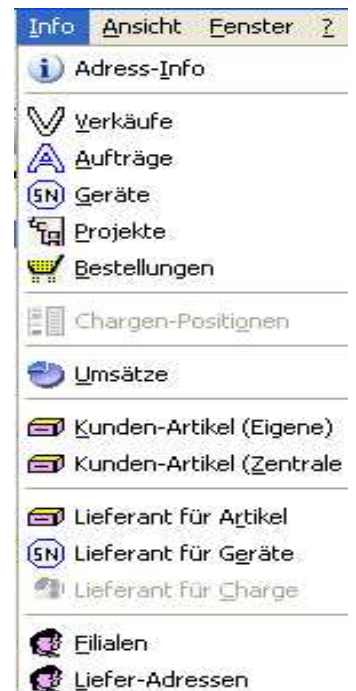 Info Ansicht Fenster ?
Adress-Info
Verkäufe
Aufträge
SN Geräte
Projekte
Bestellungen
Chargen-Positionen
Umsätze
Kunden-Artikel (Eigene)
Kunden-Artikel (Zentrale
Lieferant für Artikel
SN Lieferant für Geräte
Lieferant für Charge
Filialen
Liefer-Adressen